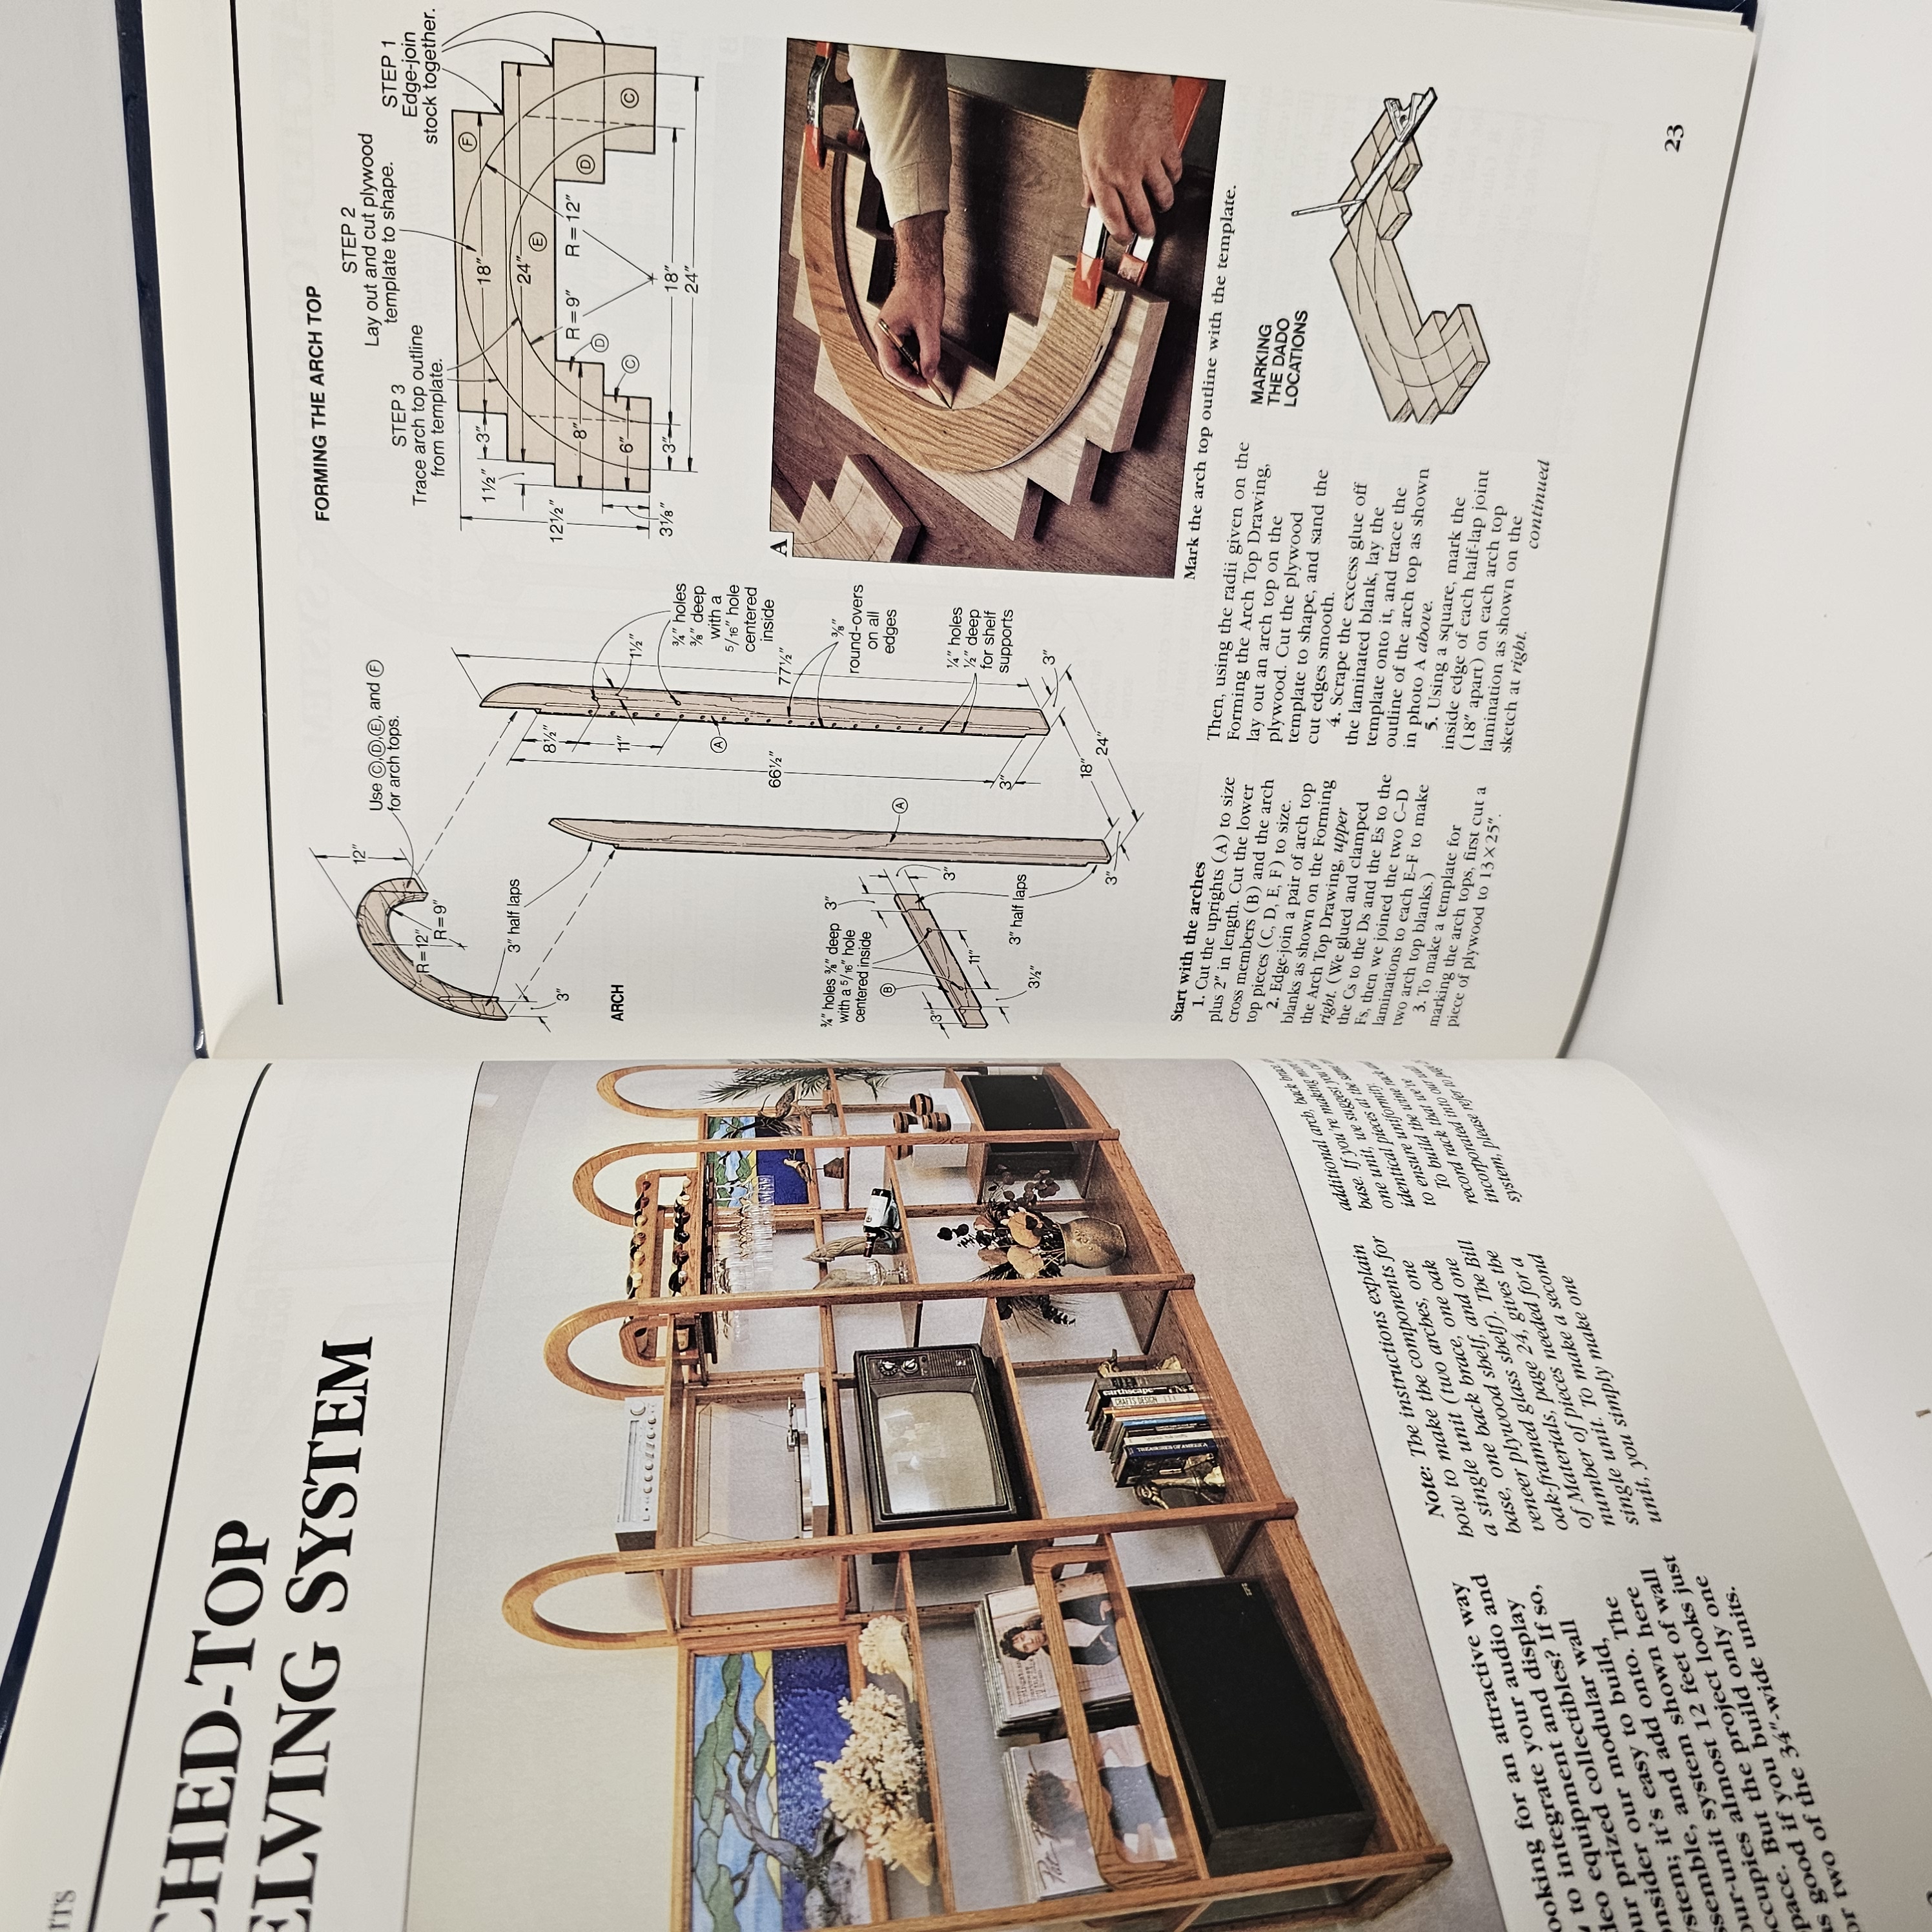 CHED-TOP
ELVING SYSTEM
ooking for an attractive way
to integrate your audio and
deo equipment and display
our prized collectibles? If so,
onsider our modular wall
ystem; it's easy to build,
ssemble, and add onto. The
our-unit system shown here
occupies almost 12 feet of wall
pace. But the project looks just
as good if you build only one
or two of the 34"-wide units.
Note: The instructions explain
how to make the components for
a single unit (two arches, one
base, one back brace, one oak
veneer plywood shelf, and one
oak-framed glass shelf). The Bill
of Materials, page 24, gives the
number of pieces needed for a
single unit. To make a second
unit, you simply make one
additional arch, back brace,
base. If you're making more
one unit, we suggest you
identical pieces at the same
to ensure uniformity.
To build the wine rack
record rack that we've
incorporated into our wall
system, please refer to page
12"
Use Ⓒ,Ⓓ,Ⓔ, and Ⓕ
for arch tops.
R=12"
R=9"
3" half laps
3"
ARCH
8½"
11"
1½"
¾" holes
⅜" deep
with a
5/16" hole
centered
inside
Ⓐ
66½"
77½"
⅜"
round-overs
on all
edges
¾" holes ⅜" deep
with a 5/16" hole
centered inside
3"
Ⓑ
Ⓐ
3"
3"
11"
3½"
3" half laps
¼" holes
½" deep
for shelf
supports
3"
3"
18"
24"
3"
FORMING THE ARCH TOP
STEP 2
Lay out and cut plywood
template to shape.
STEP 3
Trace arch top outline
from template.
STEP 1
Edge-join
stock together.
1½"
3"
18"
Ⓕ
24"
Ⓔ
12½"
8"
R=9"
R=12"
Ⓓ
Ⓓ
6"
Ⓒ
Ⓒ
3⅛"
3"
18"
24"
A
Mark the arch top outline with the template.
Start with the arches
1. Cut the uprights (A) to size
plus 2" in length. Cut the lower
cross members (B) and the arch
top pieces (C, D, E, F) to size.
2. Edge-join a pair of arch top
blanks as shown on the Forming
the Arch Top Drawing, upper
right. (We glued and clamped
the Cs to the Ds and the Es to the
Fs, then we joined the two C–D
laminations to each E–F to make
two arch top blanks.)
3. To make a template for
marking the arch tops, first cut a
piece of plywood to 13×25".
Then, using the radii given on the
Forming the Arch Top Drawing,
lay out an arch top on the
plywood. Cut the plywood
template to shape, and sand the
cut edges smooth.
4. Scrape the excess glue off
the laminated blank, lay the
template onto it, and trace the
outline of the arch top as shown
in photo A above.
5. Using a square, mark the
inside edge of each half-lap joint
(18" apart) on each arch top
lamination as shown on the
sketch at right.
continued
MARKING
THE DADO
LOCATIONS
23